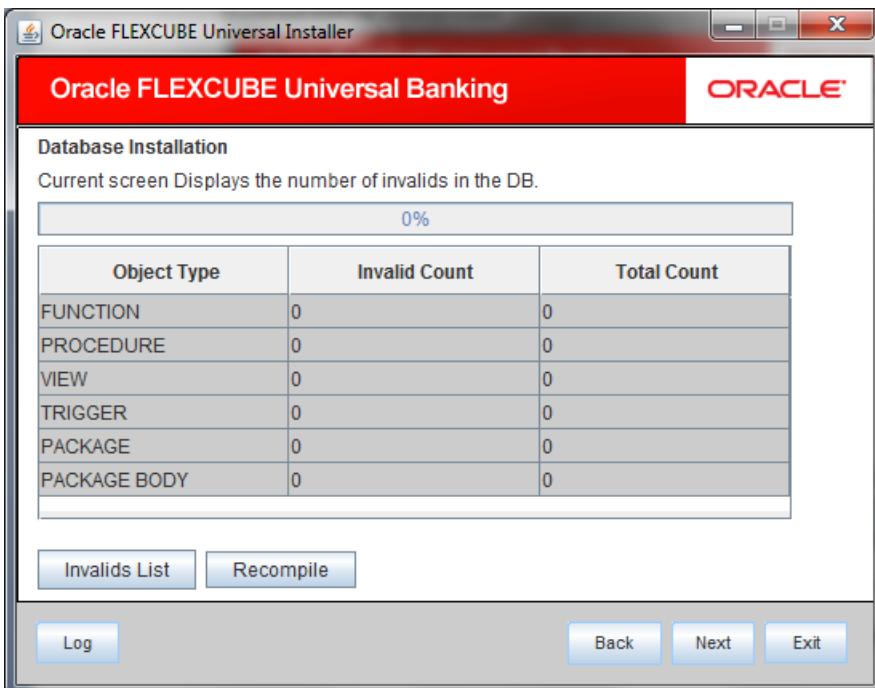 Oracle FLEXCUBE Universal Installer
Oracle FLEXCUBE Universal Banking
ORACLE
Database Installation
Current screen Displays the number of invalids in the DB.
0%
Object Type Invalid Count Total Count
FUNCTION 0 0
PROCEDURE 0 0
VIEW 0 0
TRIGGER 0 0
PACKAGE 0 0
PACKAGE BODY 0 0
Invalids List Recompile
Log Back Next Exit